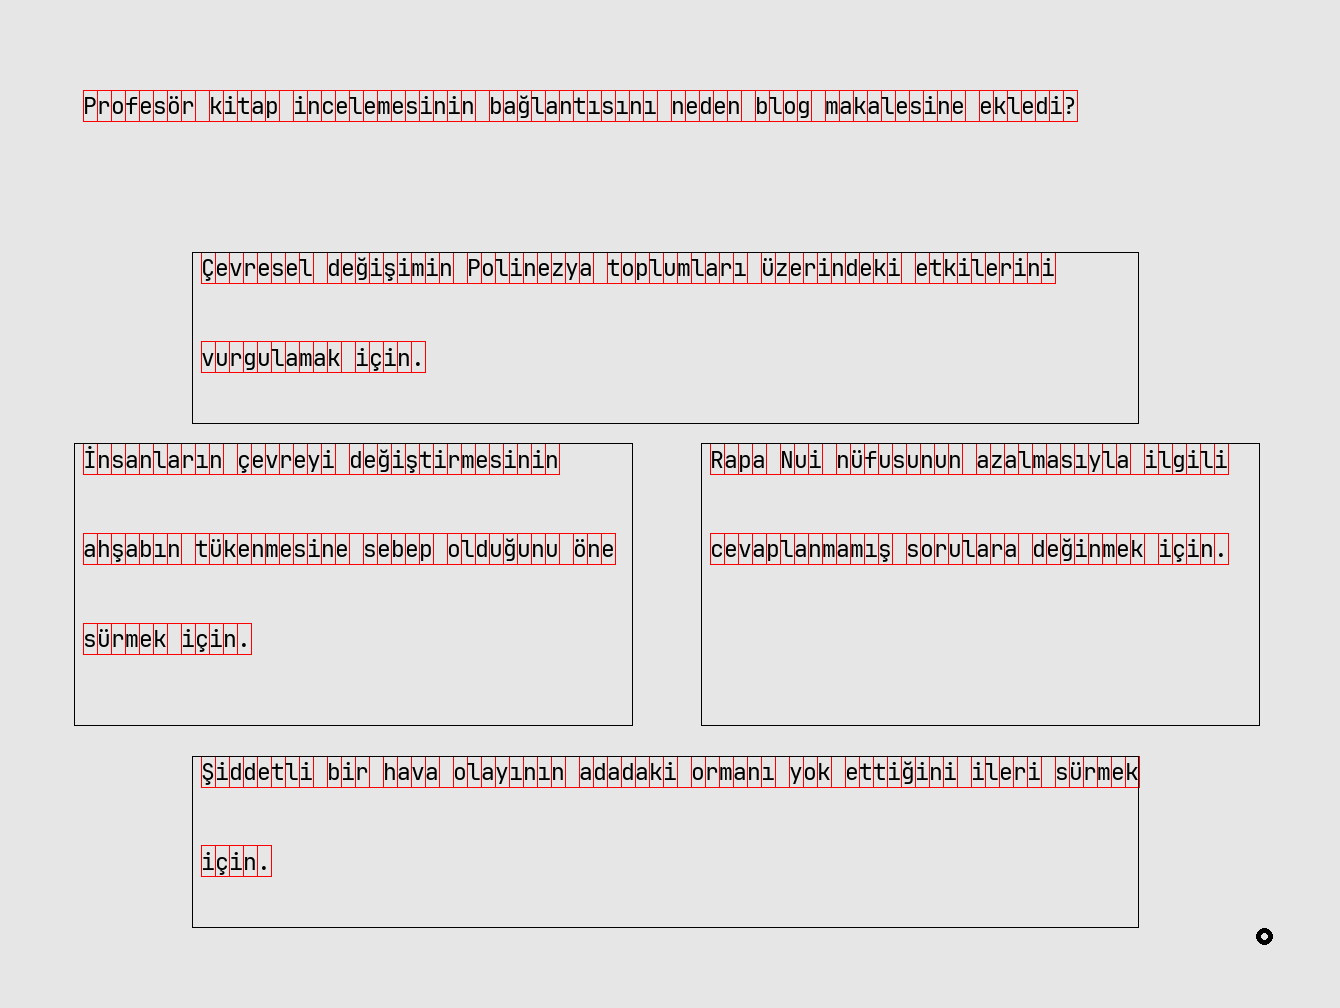 Profesör kitap incelemesinin bağlantısını neden blog makalesine ekledi?
Çevresel değişimin Polinezya toplumları üzerindeki etkilerini
vurgulamak için.
İnsanların çevreyi değiştirmesinin
ahşabın tükenmesine sebep olduğunu öne
sürmek için.
Rapa Nui nüfusunun azalmasıyla ilgili
cevaplanmamış sorulara değinmek için.
Şiddetli bir hava olayının adadaki ormanı yok ettiğini ileri sürmek
için.